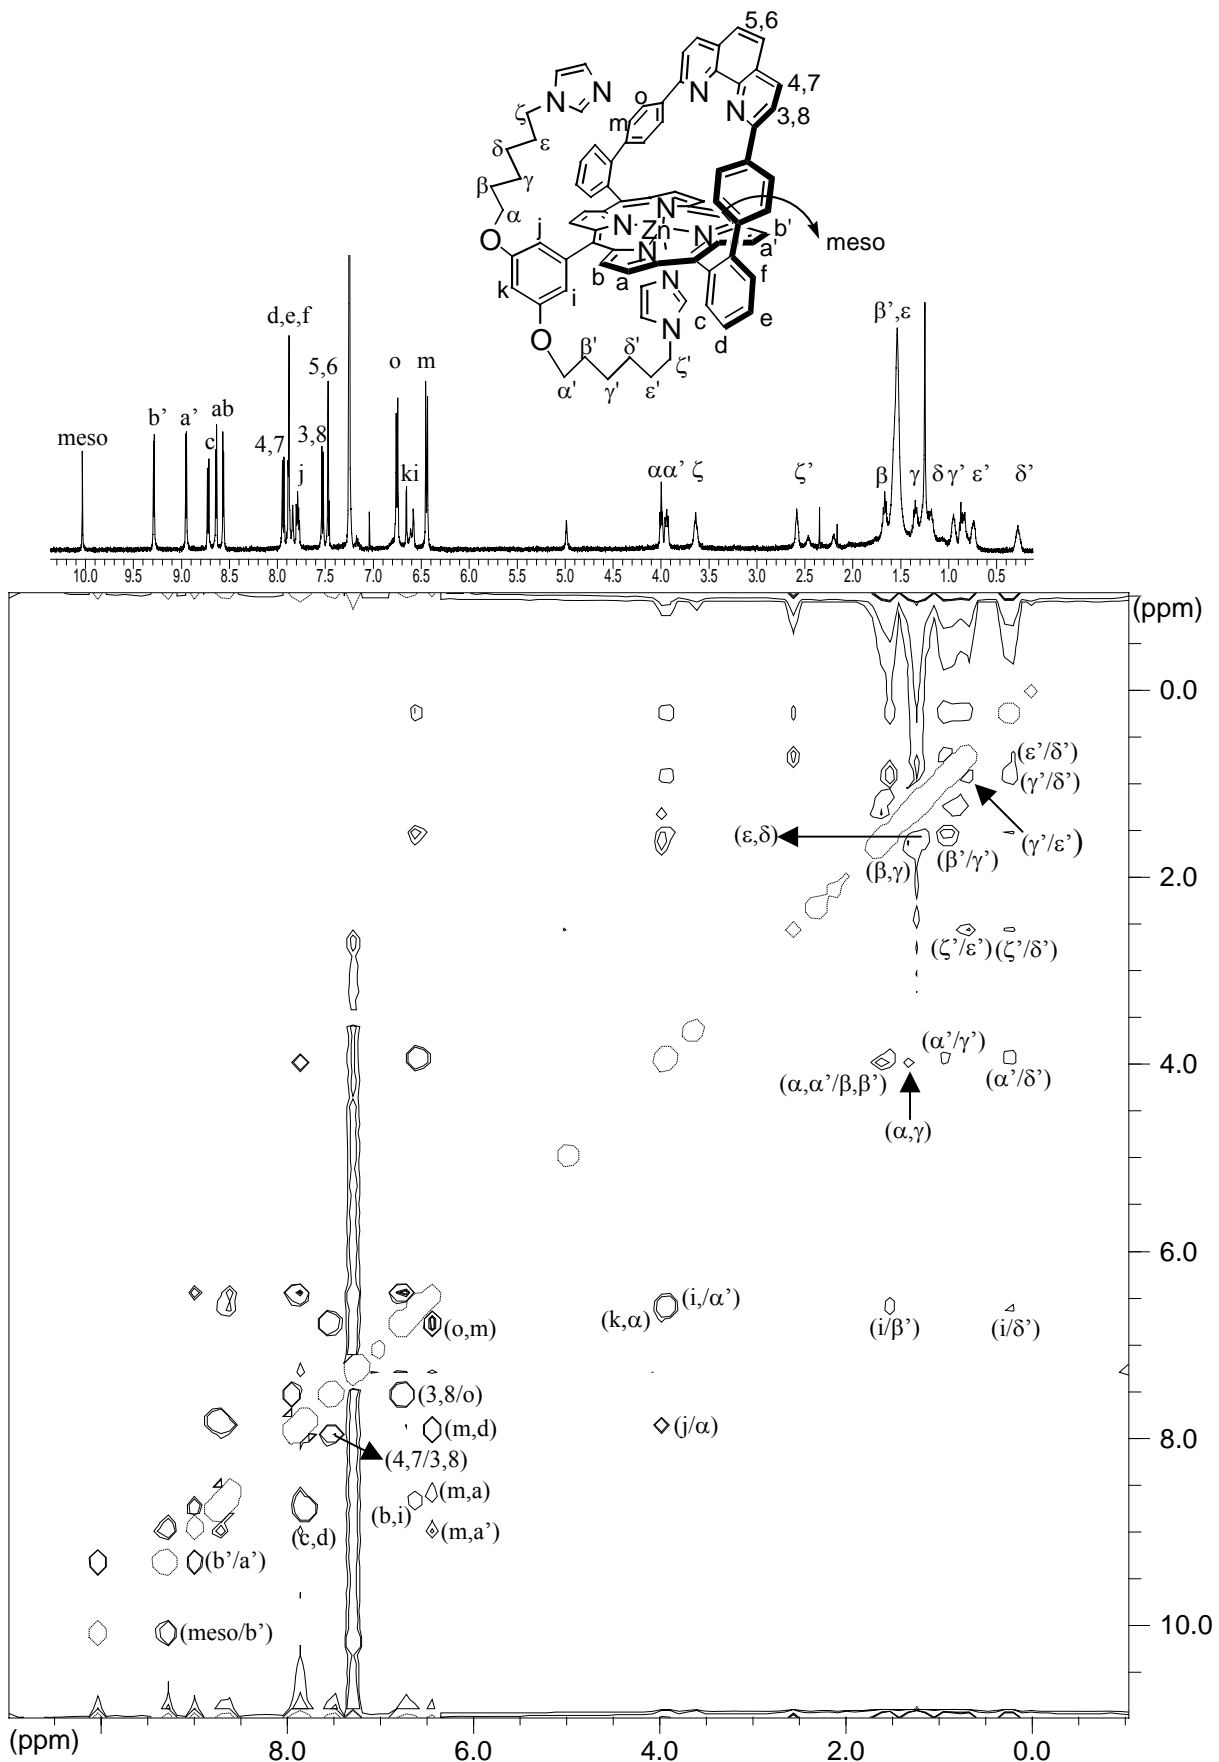 5,6
4,7
3,8
N
N
N
N
o
m
ζ
ε
δ
γ
β
α
O
j
k
i
N
N
Zn
N
N
b'
a'
meso
b
a
f
e
d
c
N
N
O
β'
δ'
ζ'
α'
γ'
ε'
meso
b’
a’
c
ab
4,7
d,e,f
j
3,8
5,6
o
ki
m
αα’
ζ
ζ’
β
β’,ε
γ
δ
γ’
ε’
δ’
10.0 9.5 9.0 8.5 8.0 7.5 7.0 6.5 6.0 5.5 5.0 4.5 4.0 3.5 3.0 2.5 2.0 1.5 1.0 0.5
(ppm)
0.0
(ε’/δ’)
(γ’/δ’)
(ε,δ)
(γ’/ε’)
(β,γ)
(β’/γ’)
2.0
(ζ’/ε’)
(ζ’/δ’)
(α’/γ’)
4.0
(α,α’/β,β’)
(α’/δ’)
(α,γ)
6.0
(k,α)
(i,/α’)
(i/β’)
(i/δ’)
(o,m)
(3,8/o)
(m,d)
(j/α)
8.0
(4,7/3,8)
(m,a)
(b,i)
(m,a’)
(c,d)
(b’/a’)
(meso/b’)
10.0
(ppm)
8.0
6.0
4.0
2.0
0.0